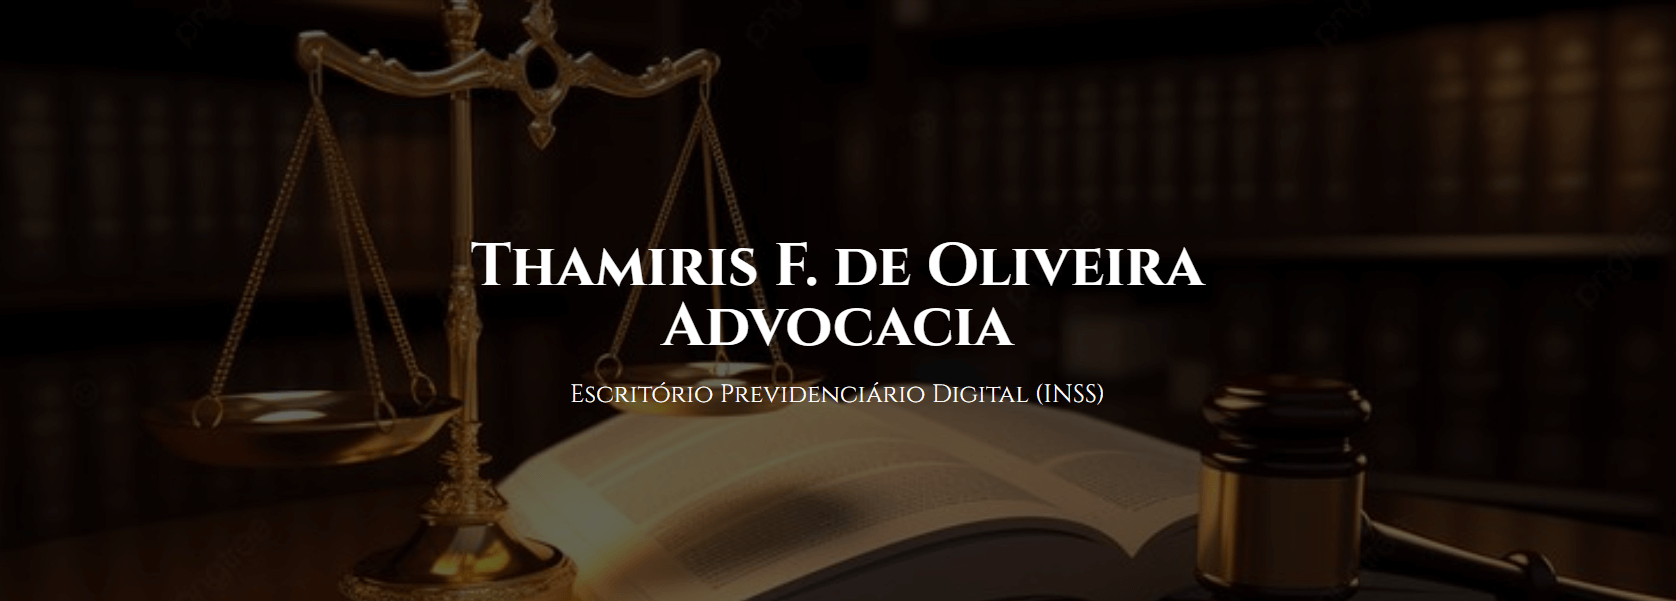 Thamiris F. de Oliveira
Advocacia
Escritório Previdenciário Digital (INSS)